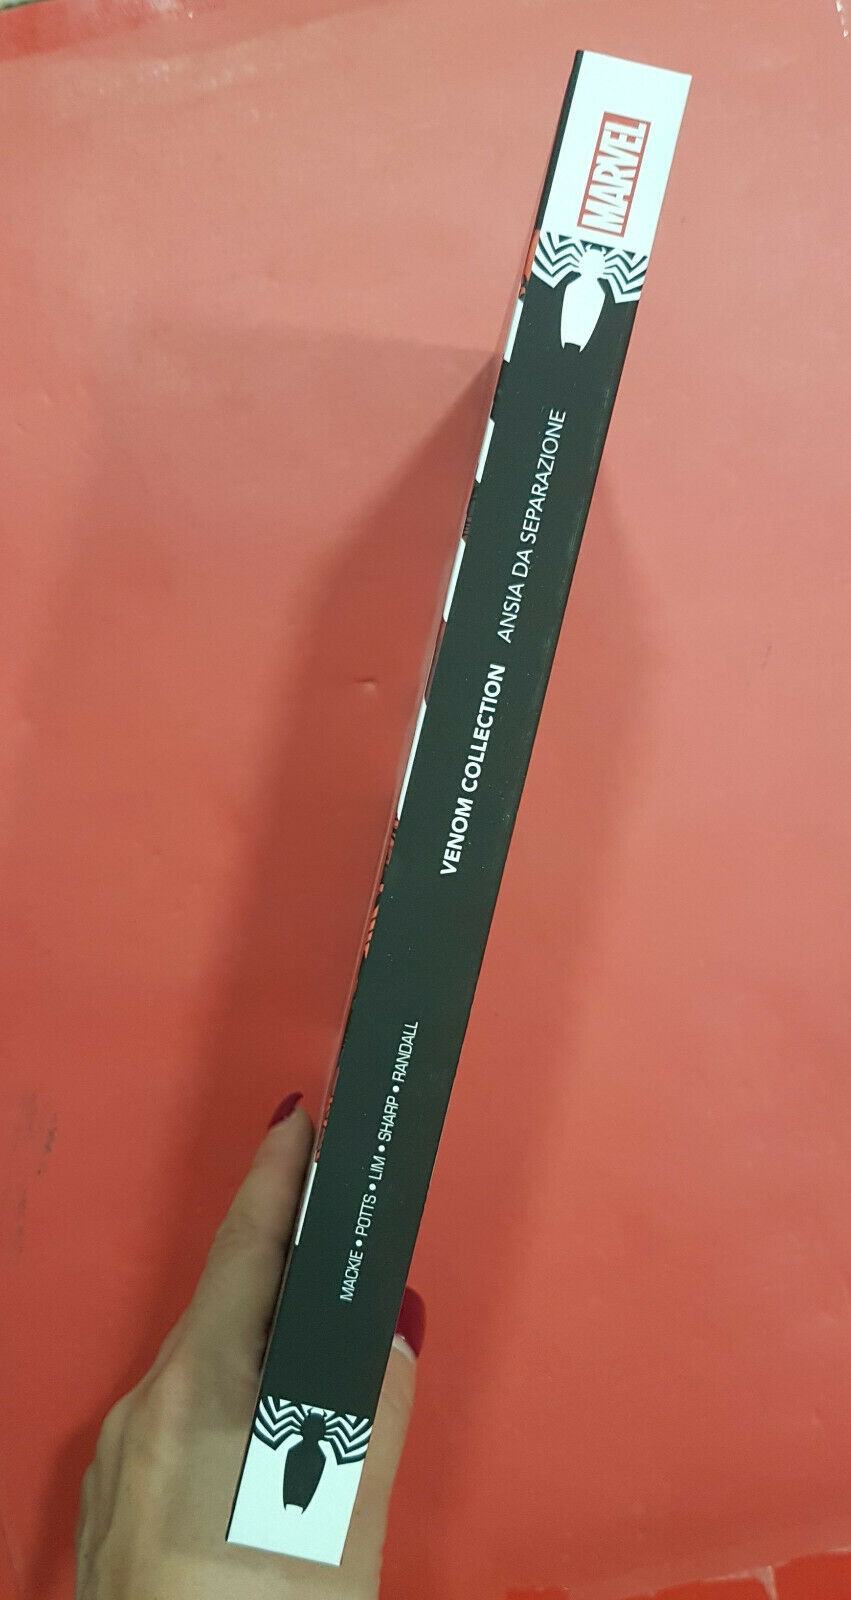 MARVEL
VENOM COLLECTION ANSIA DA SEPARAZIONE
MACKIE • POTTS • LIM • SHARP • RANDALL